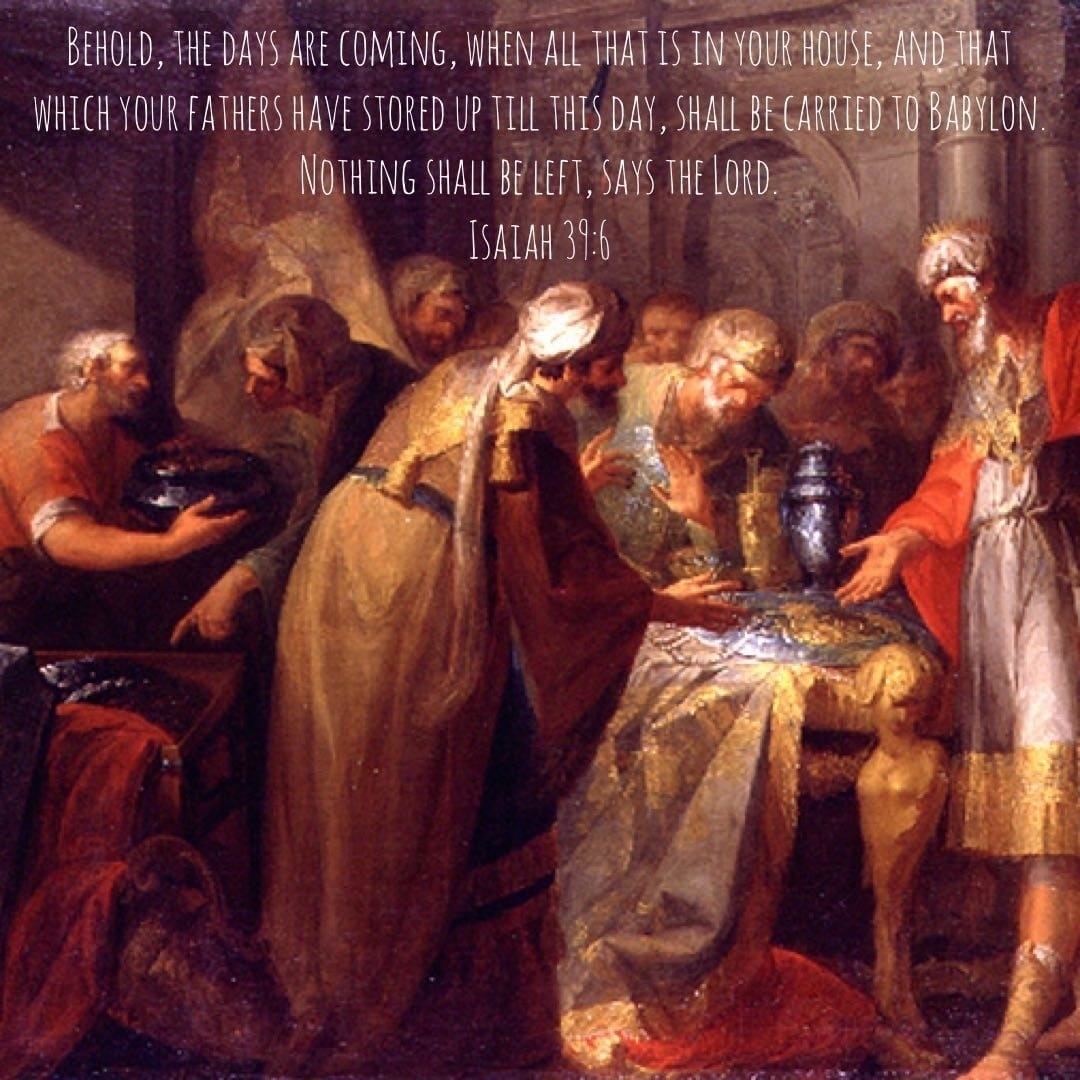 Behold, the days are coming, when all that is in your house, and that
which your fathers have stored up till this day, shall be carried to Babylon.
Nothing shall be left, says the Lord.
Isaiah 39:6